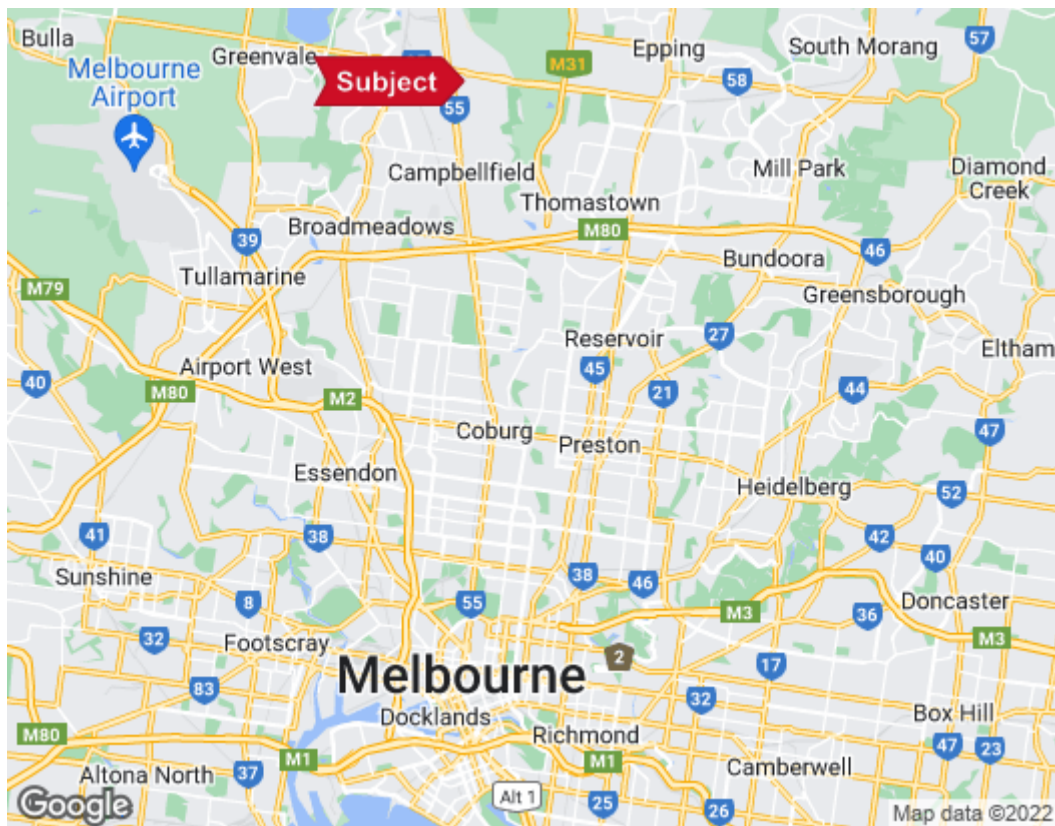 Bulla
Greenvale
Epping
South Morang
57
Melbourne
Airport
Subject
M31
58
55
Campbellfield
Mill Park
Diamond
Creek
Thomastown
Broadmeadows
M80
39
46
Bundoora
Tullamarine
M79
Greensborough
27
Reservoir
Eltham
Airport West
45
40
M80
M2
21
44
Coburg
Preston
47
Essendon
Heidelberg
52
41
38
42
40
Sunshine
38
46
8
55
Doncaster
M3
36
32
Footscray
M3
2
17
Melbourne
83
32
Docklands
Box Hill
M80
Richmond
47
23
M1
M1
Altona North
37
Camberwell
Alt 1
25
26
Google
Map data ©2022